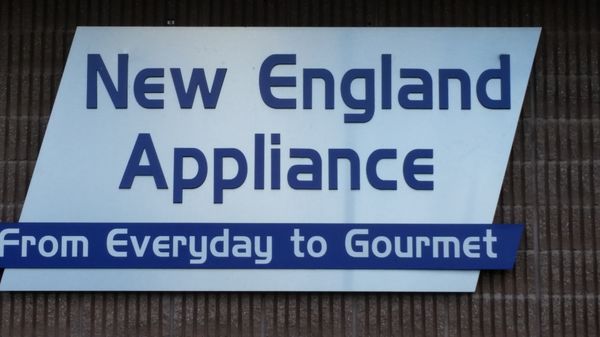 New England
Appliance
From Everyday to Gourmet